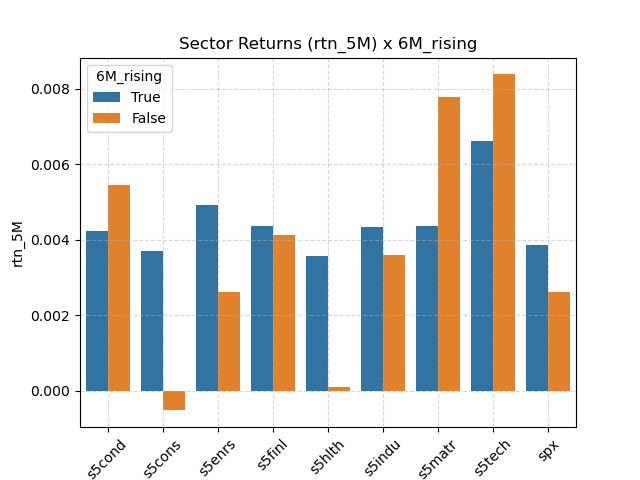 Sector Returns (rtn_5M) x 6M_rising
6M_rising
True
False
rtn_5M
0.008
0.006
0.004
0.002
0.000
s5cond
s5cons
s5enrs
s5finl
s5hlth
s5indu
s5matr
s5tech
spx